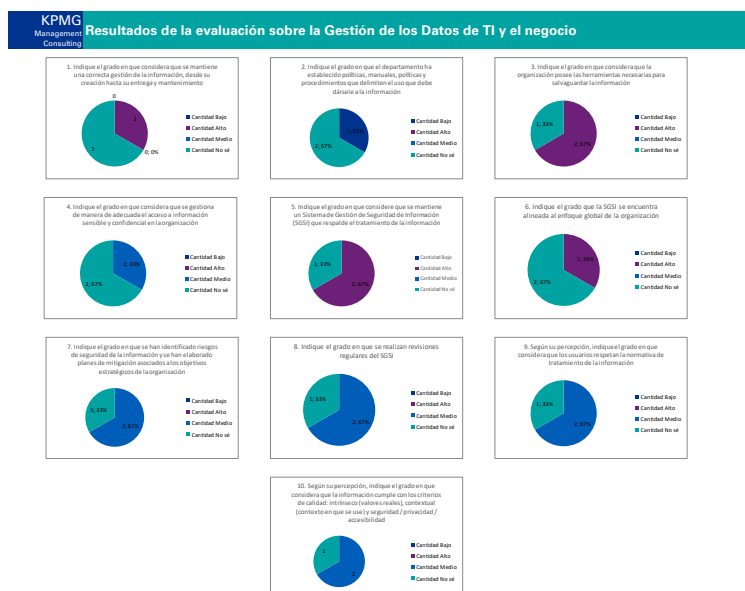 KPMG
Management
Consulting
Resultados de la evaluación sobre la Gestión de los Datos de TI y el negocio
1. Indique el grado en que considera que se mantiene
una correcta gestión de la información, desde su
creación hasta su entrega y mantenimiento
0
1
2
0; 0%
Cantidad Bajo
Cantidad Alto
Cantidad Medio
Cantidad No sé
2. Indique el grado en que el departamento ha
establecido políticas, manuales, políticas y
procedimientos que delimiten el uso que debe
dársele a la información
1; 33%
2; 67%
Cantidad Bajo
Cantidad Alto
Cantidad Medio
Cantidad No sé
3. Indique el grado en que considera que la
organización posee las herramientas necesarias para
salvaguardar la información
1; 33%
2; 67%
Cantidad Bajo
Cantidad Alto
Cantidad Medio
Cantidad No sé
4. Indique el grado en que considera que se gestiona
de manera de adecuada el acceso a información
sensible y confidencial en la organización
1; 33%
2; 67%
Cantidad Bajo
Cantidad Alto
Cantidad Medio
Cantidad No sé
5. Indique el grado en que considere que se mantiene
un Sistema de Gestión de Seguridad de Información
(SGSI) que respalde el tratamiento de la información
1; 33%
2; 67%
Cantidad Bajo
Cantidad Alto
Cantidad Medio
Cantidad No sé
6. Indique el grado que la SGSI se encuentra
alineada al enfoque global de la organización
1; 33%
2; 67%
Cantidad Bajo
Cantidad Alto
Cantidad Medio
Cantidad No sé
7. Indique el grado en que se han identificado riesgos
de seguridad de la información y se han elaborado
planes de mitigación asociados a los objetivos
estratégicos de la organización
1; 33%
2; 67%
Cantidad Bajo
Cantidad Alto
Cantidad Medio
Cantidad No sé
8. Indique el grado en que se realizan revisiones
regulares del SGSI
1; 33%
2; 67%
Cantidad Bajo
Cantidad Alto
Cantidad Medio
Cantidad No sé
9. Según su percepción, indique el grado en que
considera que los usuarios respetan la normativa de
tratamiento de la información
1; 33%
2; 67%
Cantidad Bajo
Cantidad Alto
Cantidad Medio
Cantidad No sé
10. Según su percepción, indique el grado en que
considera que la información cumple con los criterios
de calidad: intrínseco (valores reales), contextual
(contexto en que se use) y seguridad / privacidad /
accesibilidad
1
2
Cantidad Bajo
Cantidad Alto
Cantidad Medio
Cantidad No sé